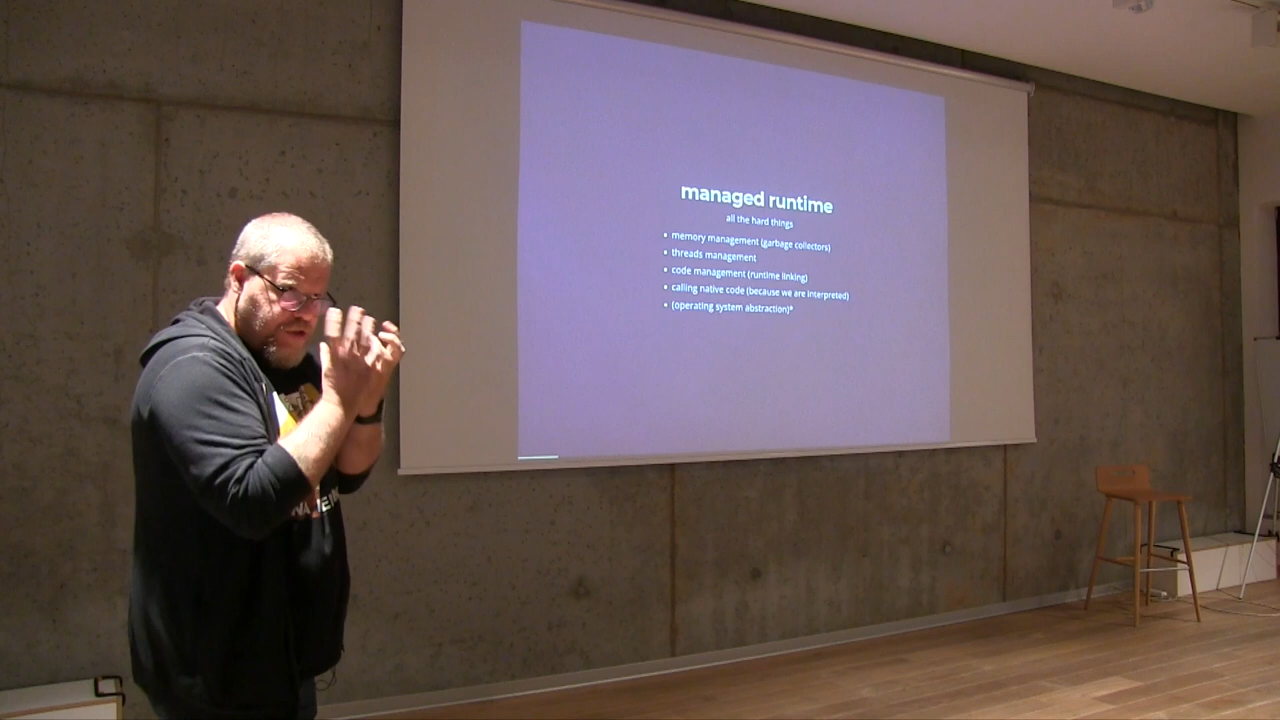 managed runtime
all the hard things
• memory management (garbage collectors)
• threads management
• code management (runtime linking)
• calling native code (because we are interpreted)
• (operating system abstraction)*